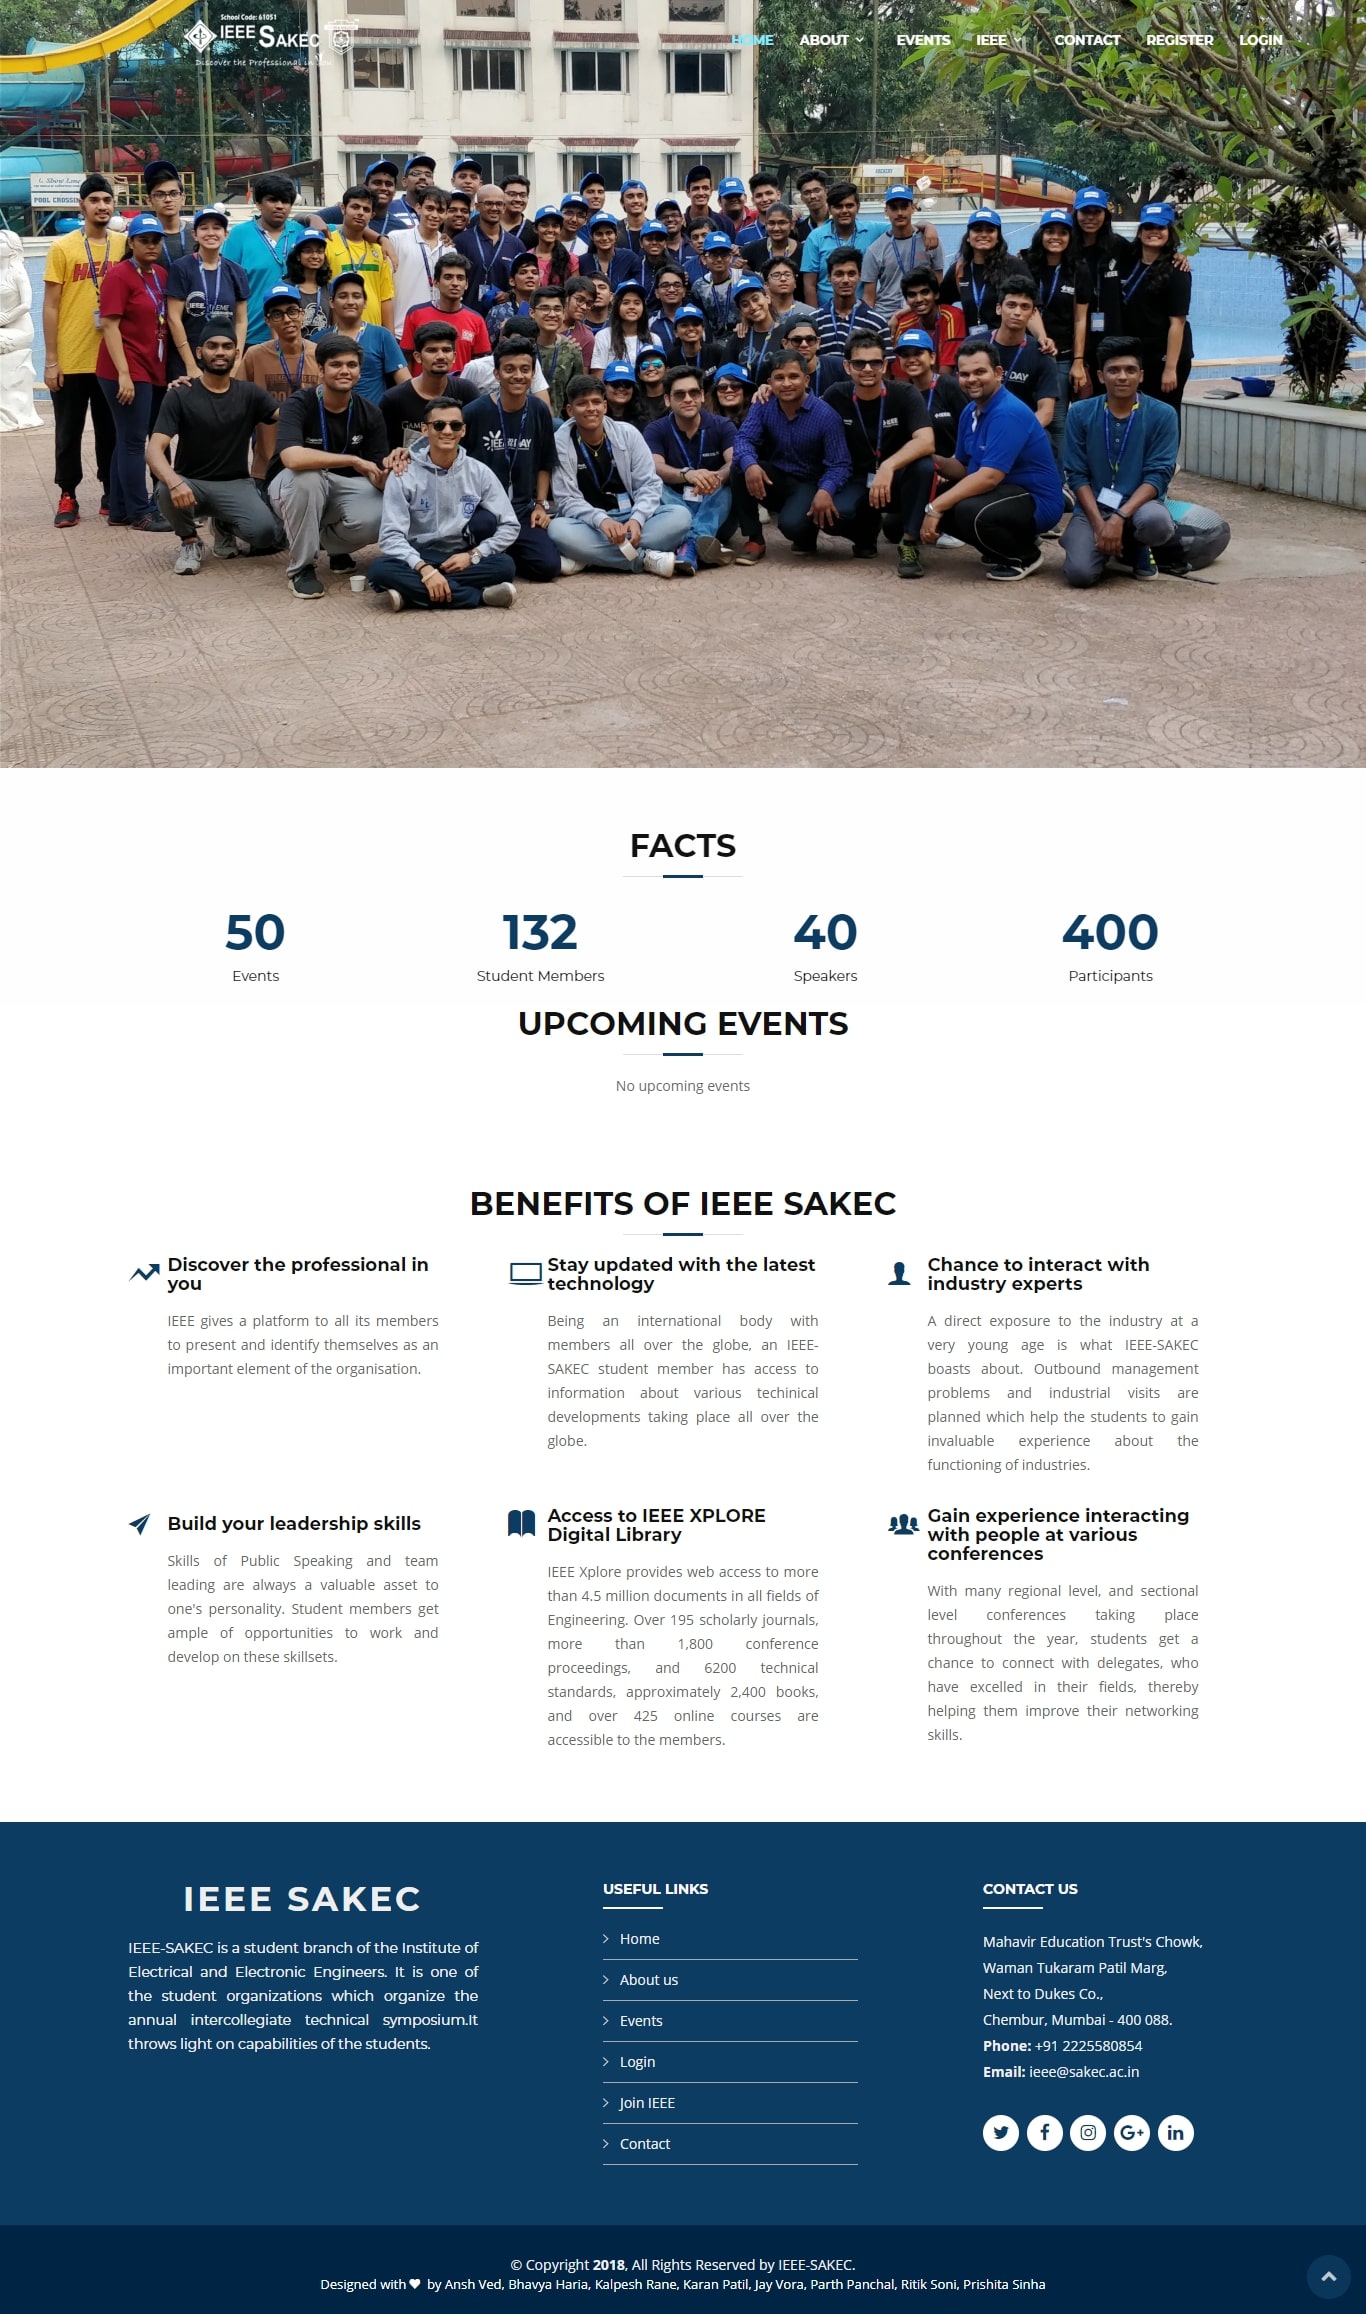 School Code: 61051
IEEE SAKEC
Discover the Professional in You
HOME ABOUT EVENTS IEEE CONTACT REGISTER LOGIN
POOL CROSSING
HEAT
IEEE
DAY
FACTS
50 132 40 400
Events Student Members Speakers Participants
UPCOMING EVENTS
No upcoming events
BENEFITS OF IEEE SAKEC
Discover the professional in
you
IEEE gives a platform to all its members
to present and identify themselves as an
important element of the organisation.
Stay updated with the latest
technology
Being an international body with
members all over the globe, an IEEE-
SAKEC student member has access to
information about various techinical
developments taking place all over the
globe.
Chance to interact with
industry experts
A direct exposure to the industry at a
very young age is what IEEE-SAKEC
boasts about. Outbound management
problems and industrial visits are
planned which help the students to gain
invaluable experience about the
functioning of industries.
Build your leadership skills
Skills of Public Speaking and team
leading are always a valuable asset to
one's personality. Student members get
ample of opportunities to work and
develop on these skillsets.
Access to IEEE XPLORE
Digital Library
IEEE Xplore provides web access to more
than 4.5 million documents in all fields of
Engineering. Over 195 scholarly journals,
more than 1,800 conference
proceedings, and 6200 technical
standards, approximately 2,400 books,
and over 425 online courses are
accessible to the members.
Gain experience interacting
with people at various
conferences
With many regional level, and sectional
level conferences taking place
throughout the year, students get a
chance to connect with delegates, who
have excelled in their fields, thereby
helping them improve their networking
skills.
IEEE SAKEC
IEEE-SAKEC is a student branch of the Institute of
Electrical and Electronic Engineers. It is one of
the student organizations which organize the
annual intercollegiate technical symposium.It
throws light on capabilities of the students.
USEFUL LINKS
Home
About us
Events
Login
Join IEEE
Contact
CONTACT US
Mahavir Education Trust's Chowk,
Waman Tukaram Patil Marg,
Next to Dukes Co.,
Chembur, Mumbai - 400 088.
Phone: +91 2225580854
Email: ieee@sakec.ac.in
© Copyright 2018, All Rights Reserved by IEEE-SAKEC.
Designed with ♥ by Ansh Ved, Bhavya Haria, Kalpesh Rane, Karan Patil, Jay Vora, Parth Panchal, Ritik Soni, Prishita Sinha